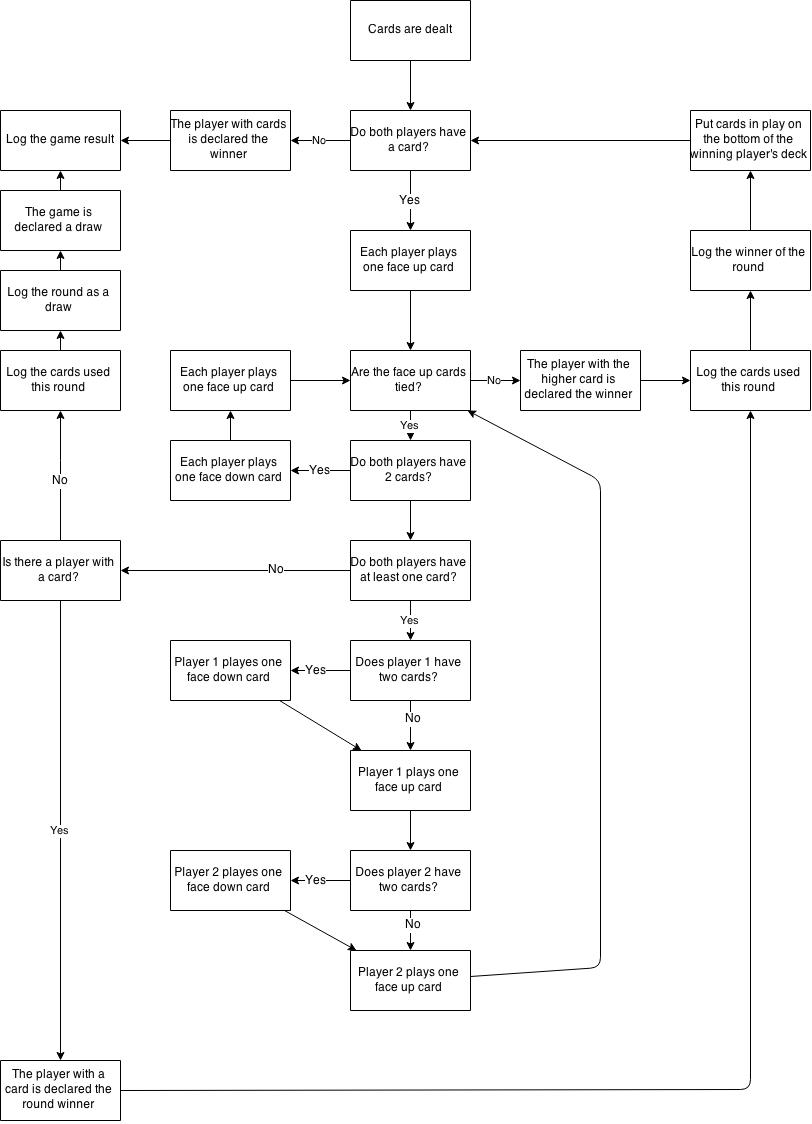 Cards are dealt
Log the game result
The player with cards
is declared the
winner
No
Do both players have
a card?
Put cards in play on
the bottom of the
winning player's deck
The game is
declared a draw
Yes
Each player plays
one face up card
Log the winner of the
round
Log the round as a
draw
Log the cards used
this round
Each player plays
one face up card
Are the face up cards
tied?
No
The player with the
higher card is
declared the winner
Log the cards used
this round
Yes
Each player plays
one face down card
Yes
Do both players have
2 cards?
No
Is there a player with
a card?
No
Do both players have
at least one card?
Yes
Player 1 playes one
face down card
Yes
Does player 1 have
two cards?
No
Player 1 plays one
face up card
Yes
Player 2 playes one
face down card
Yes
Does player 2 have
two cards?
No
Player 2 plays one
face up card
The player with a
card is declared the
round winner